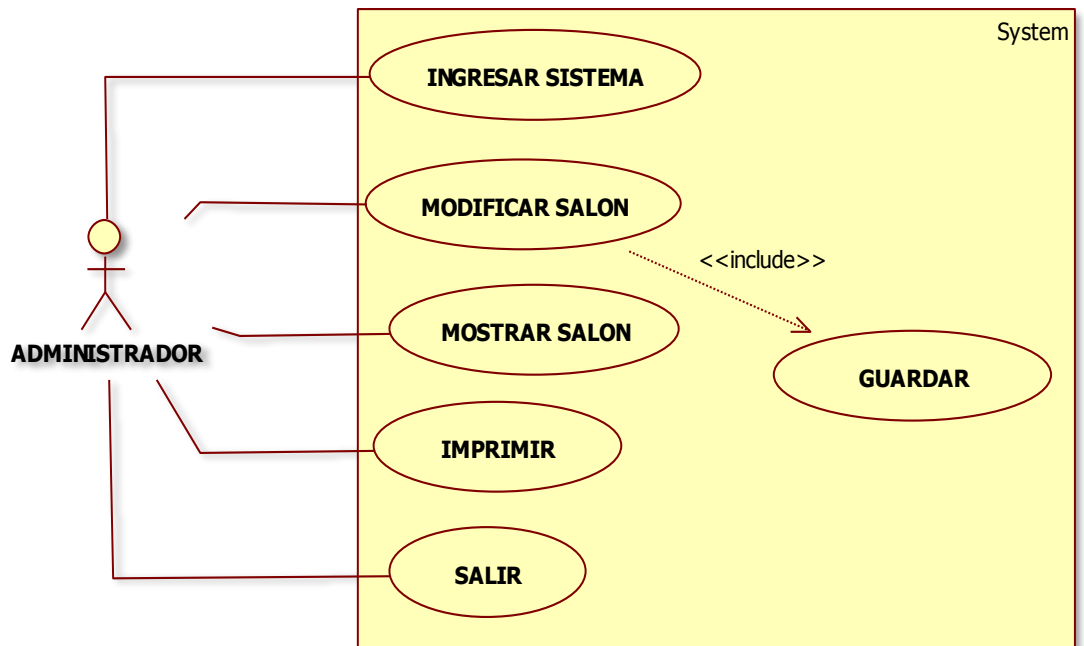 System
INGRESAR SISTEMA
MODIFICAR SALON
<<include>>
MOSTRAR SALON
ADMINISTRADOR
GUARDAR
IMPRIMIR
SALIR